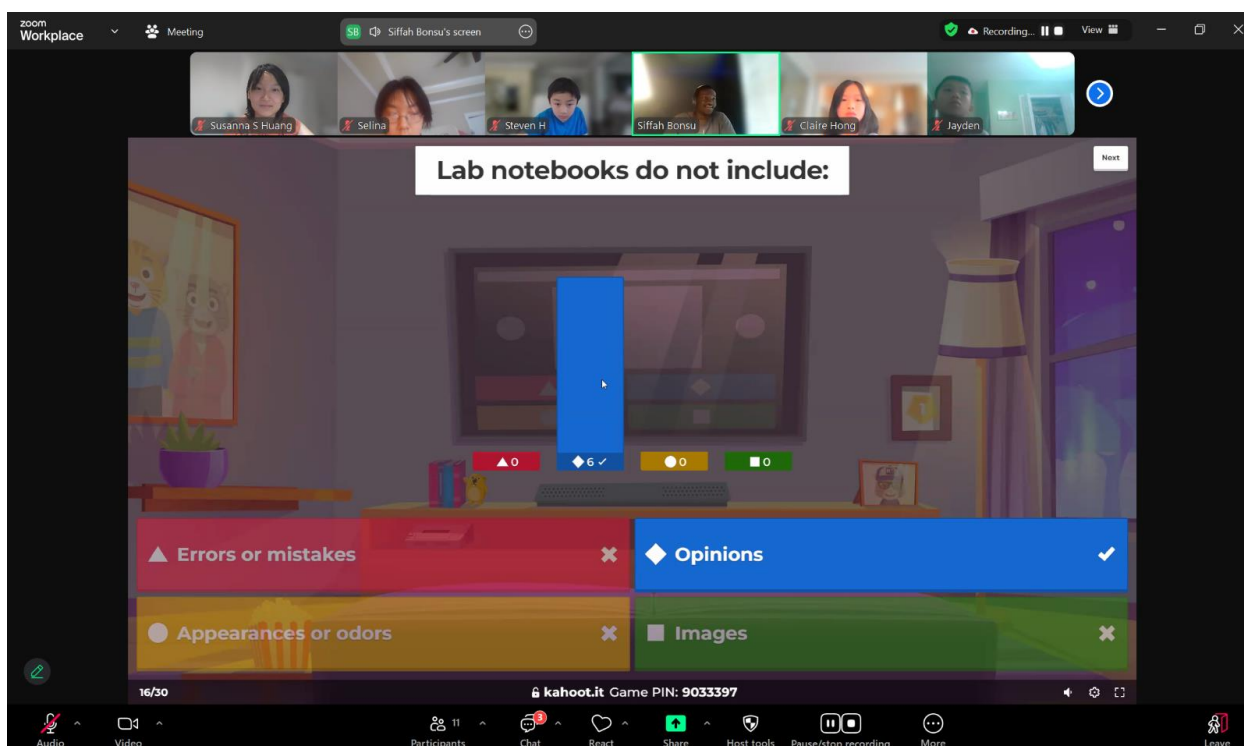 zoom
Workplace
Meeting
SB Siffah Bonsu's screen
Recording...
View
Susanna S Huang
Selina
Steven H
Siffah Bonsu
Claire Hong
Jayden
Lab notebooks do not include:
Next
0
6
0
0
Errors or mistakes
Opinions
Appearances or odors
Images
16/30
kahoot.it Game PIN: 9033397
Audio
Video
11
Participants
3
Chat
React
Share
Host tools
Pause/stop recording
More
Leave